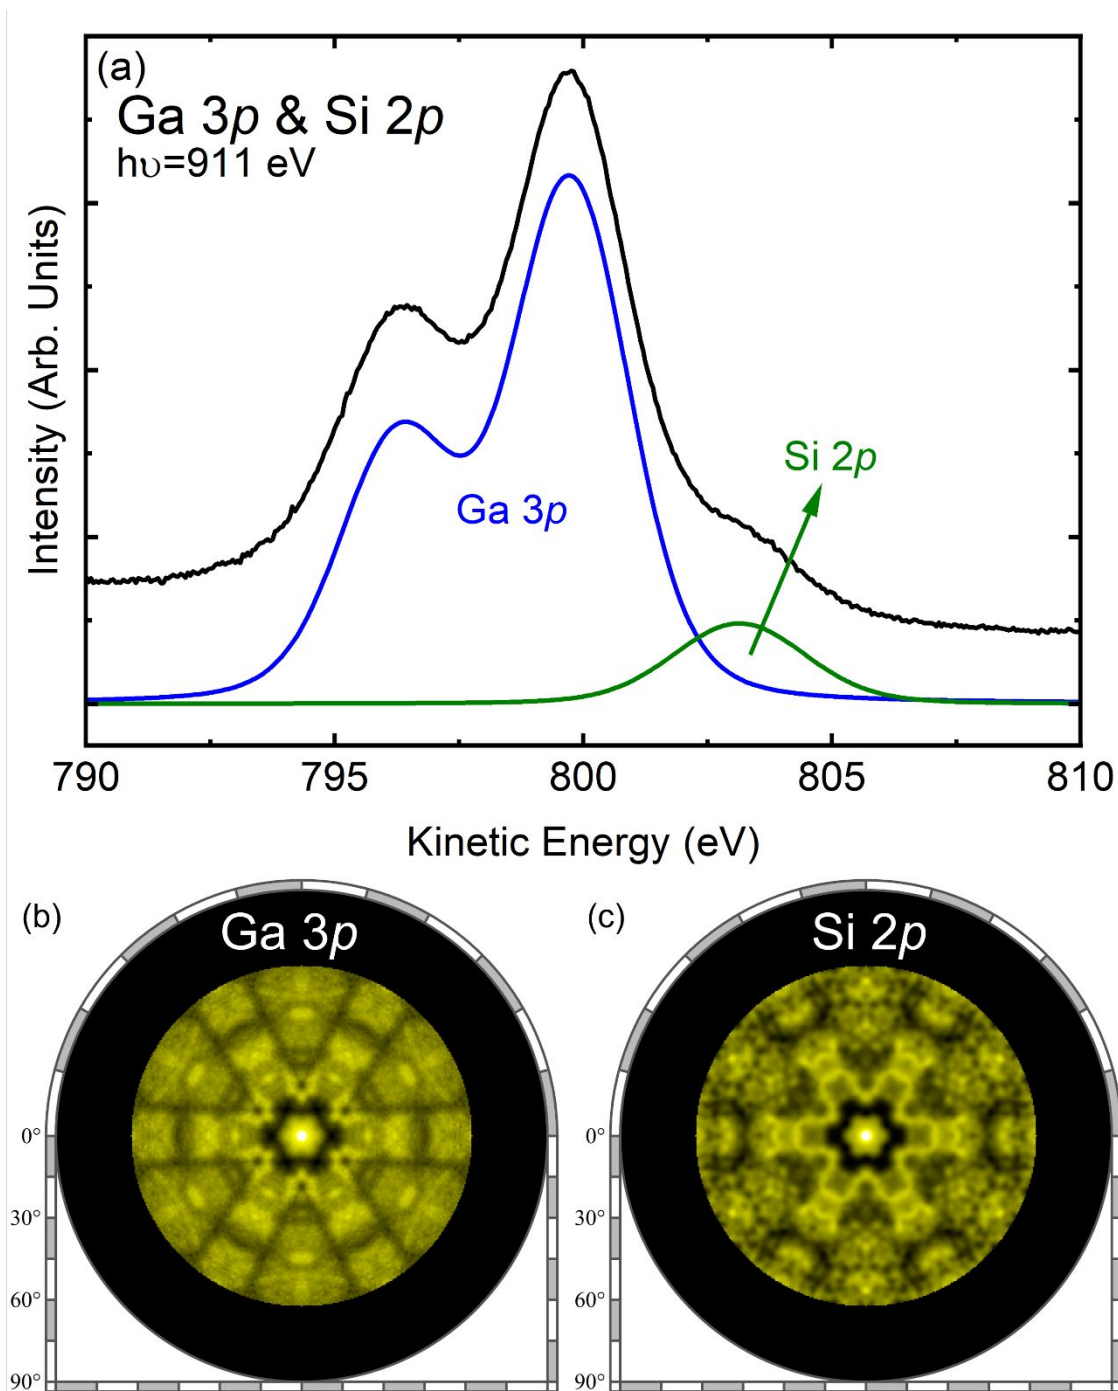 (a)
Ga 3p & Si 2p
hυ=911 eV
Intensity (Arb. Units)
Si 2p
Ga 3p
790 795 800 805 810
Kinetic Energy (eV)
(b) Ga 3p
(c) Si 2p
0° 0°
30° 30°
60° 60°
90° 90°